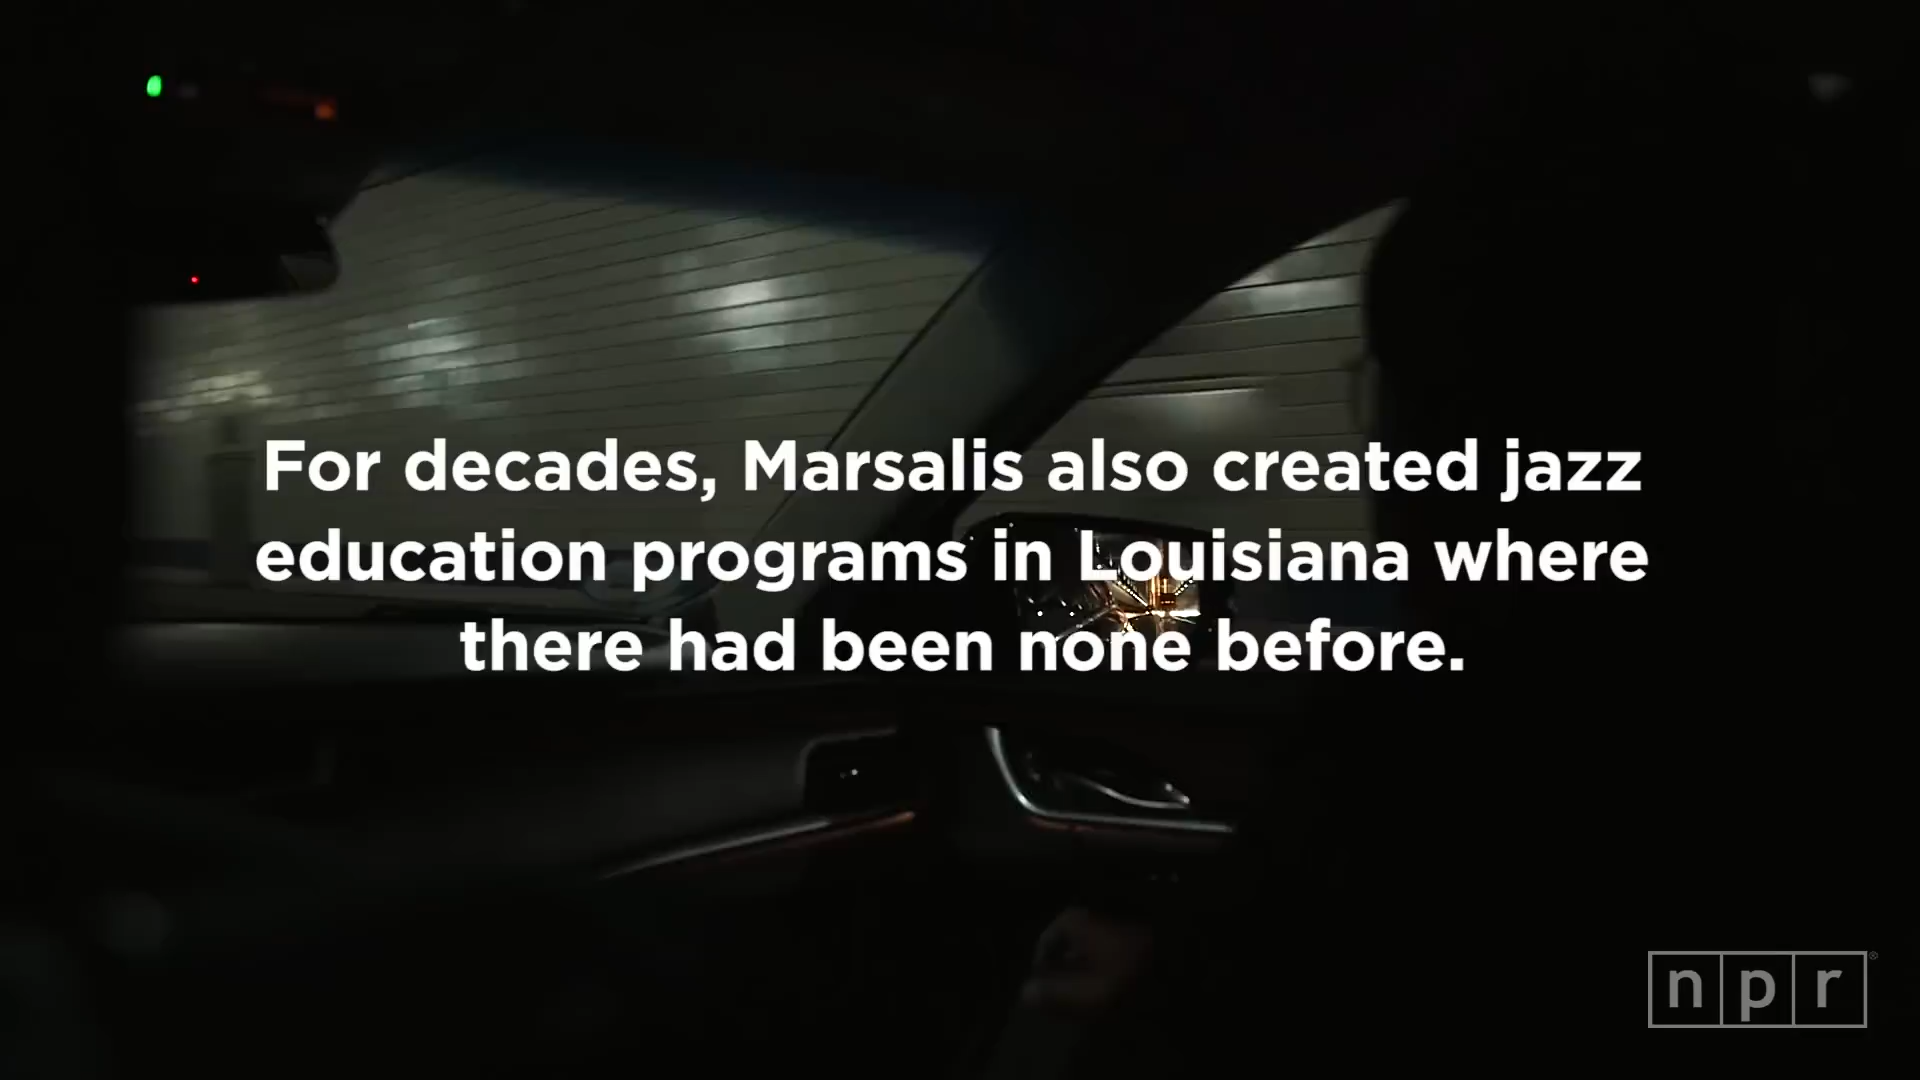 For decades, Marsalis also created jazz
education programs in Louisiana where
there had been none before.
npr®